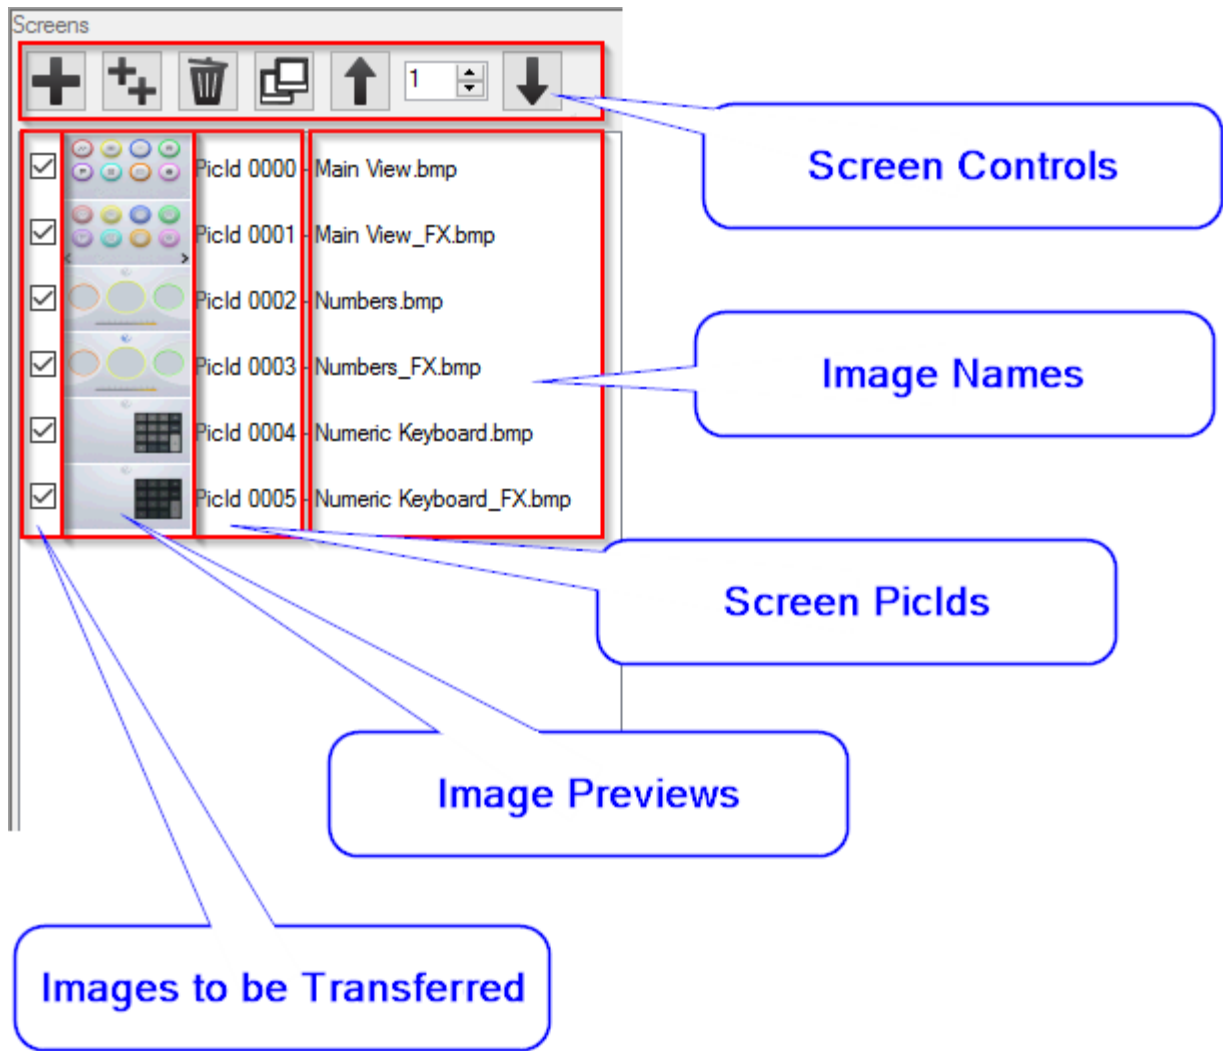 Screens
1
PicId 0000 - Main View.bmp
PicId 0001 - Main View_FX.bmp
PicId 0002 - Numbers.bmp
PicId 0003 - Numbers_FX.bmp
PicId 0004 - Numeric Keyboard.bmp
PicId 0005 - Numeric Keyboard_FX.bmp
Screen Controls
Image Names
Screen PicIds
Image Previews
Images to be Transferred